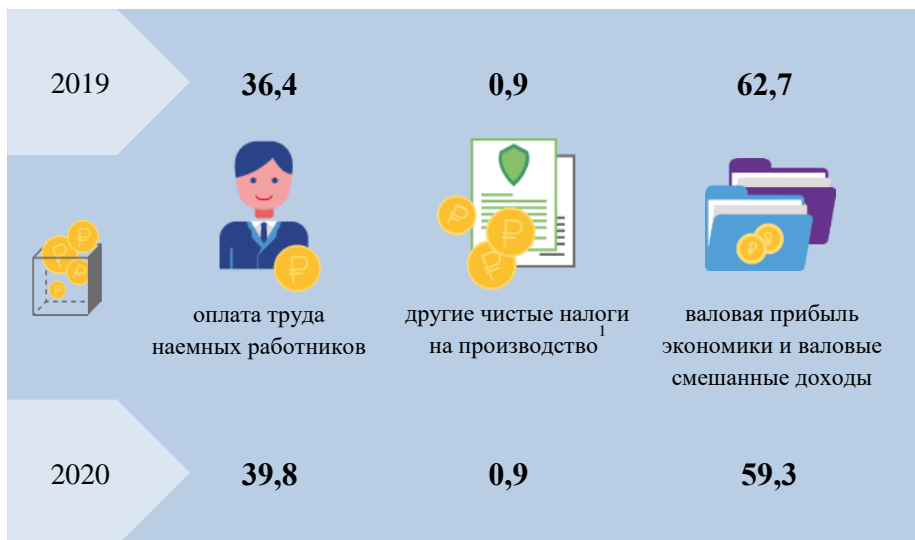 2019
36,4
0,9
62,7
оплата труда
наемных работников
другие чистые налоги
на производство1
валовая прибыль
экономики и валовые
смешанные доходы
2020
39,8
0,9
59,3